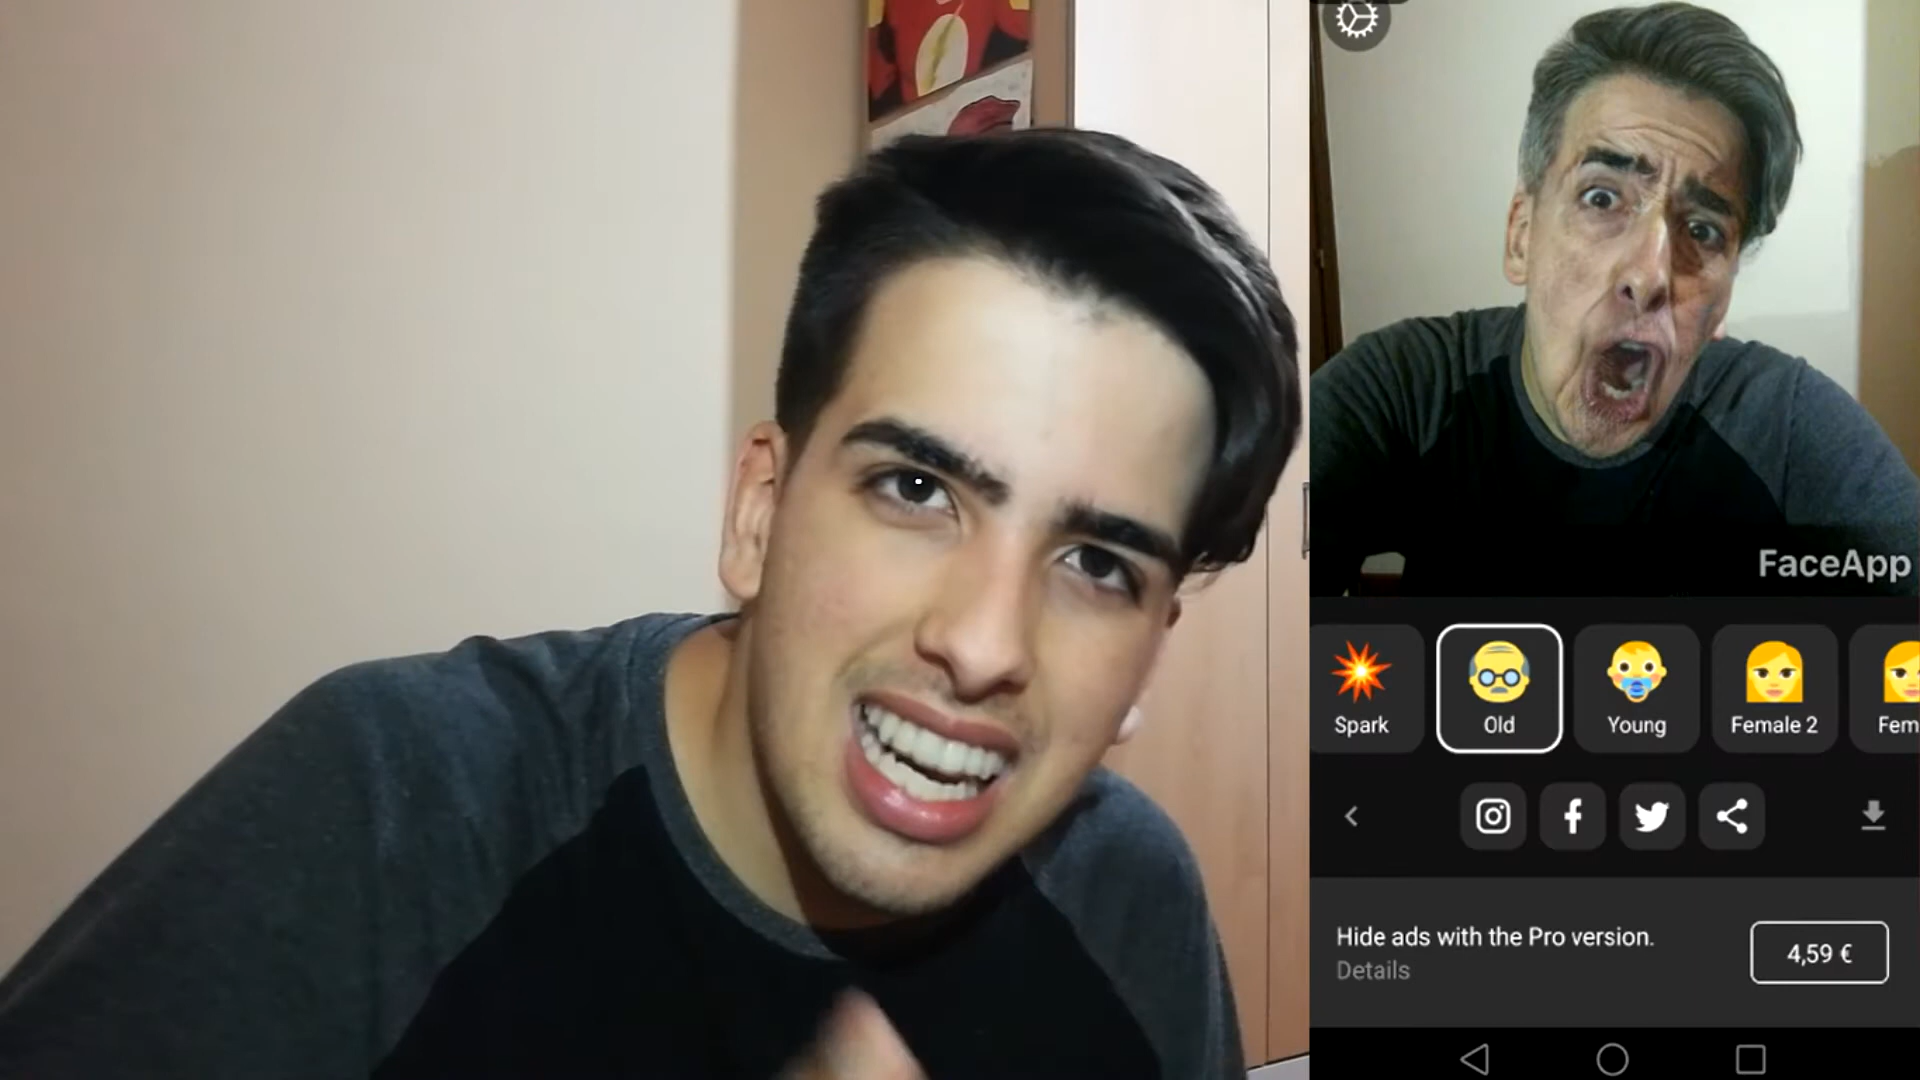 FaceApp
Spark
Old
Young
Female 2
Fem
Hide ads with the Pro version.
Details
4,59 €